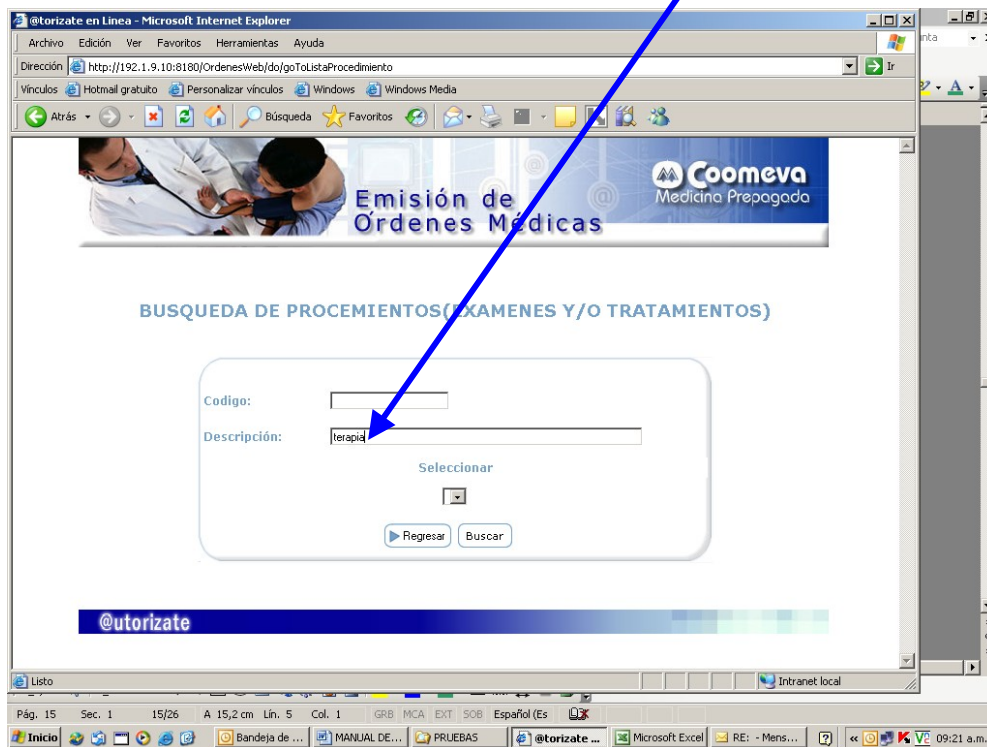 @torizate en Linea - Microsoft Internet Explorer
Archivo Edición Ver Favoritos Herramientas Ayuda
Dirección http://192.1.9.10:8180/OrdenesWeb/do/goToListaProcedimiento Ir
Vínculos Hotmail gratuito Personalizar vínculos Windows Windows Media
Atrás Búsqueda Favoritos
Emisión de
Ordenes Médicas
Coomeva
Medicina Prepagada
BUSQUEDA DE PROCEMIENTOS(EXAMENES Y/O TRATAMIENTOS)
Codigo:
Descripción: terapia
Seleccionar
Regresar Buscar
@utorizate
Listo Intranet local
Pág. 15 Sec. 1 15/26 A 15,2 cm Lín. 5 Col. 1 GRB MCA EXT SOB Español (Es
Inicio Bandeja de ... MANUAL DE... PRUEBAS @torizate ... Microsoft Excel RE: - Mens... 09:21 a.m.